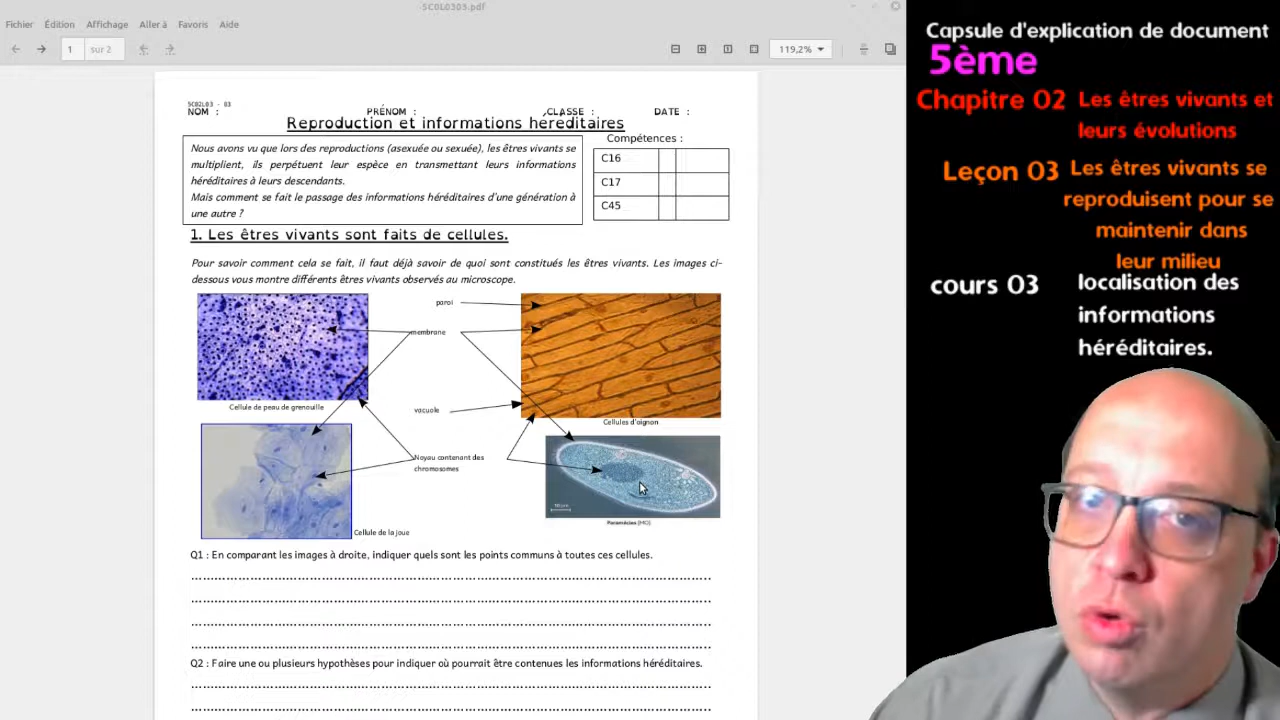 SC0L0303.pdf
Fichier Édition Affichage Aller à Favoris Aide
1 sur 2
119,2%
SC02L03 - 03
NOM : PRÉNOM : CLASSE : DATE :
Reproduction et informations héréditaires
Nous avons vu que lors des reproductions (asexuée ou sexuée), les êtres vivants se
multiplient, ils perpétuent leur espèce en transmettant leurs informations
héréditaires à leurs descendants.
Mais comment se fait le passage des informations héréditaires d'une génération à
une autre ?
Compétences :
C16
C17
C45
1. Les êtres vivants sont faits de cellules.
Pour savoir comment cela se fait, il faut déjà savoir de quoi sont constitués les êtres vivants. Les images ci-
dessous vous montre différents êtres vivants observés au microscope.
paroi
membrane
Cellule de peau de grenouille
vacuole
Cellules d'oignon
Noyau contenant des
chromosomes
Cellule de la joue
Paramécies (MO)
Q1 : En comparant les images à droite, indiquer quels sont les points communs à toutes ces cellules.
Q2 : Faire une ou plusieurs hypothèses pour indiquer où pourrait être contenues les informations héréditaires.
Capsule d'explication de document
5ème
Chapitre 02 Les êtres vivants et
leurs évolutions
Leçon 03 Les êtres vivants se
reproduisent pour se
maintenir dans
leur milieu
cours 03 localisation des
informations
héréditaires.